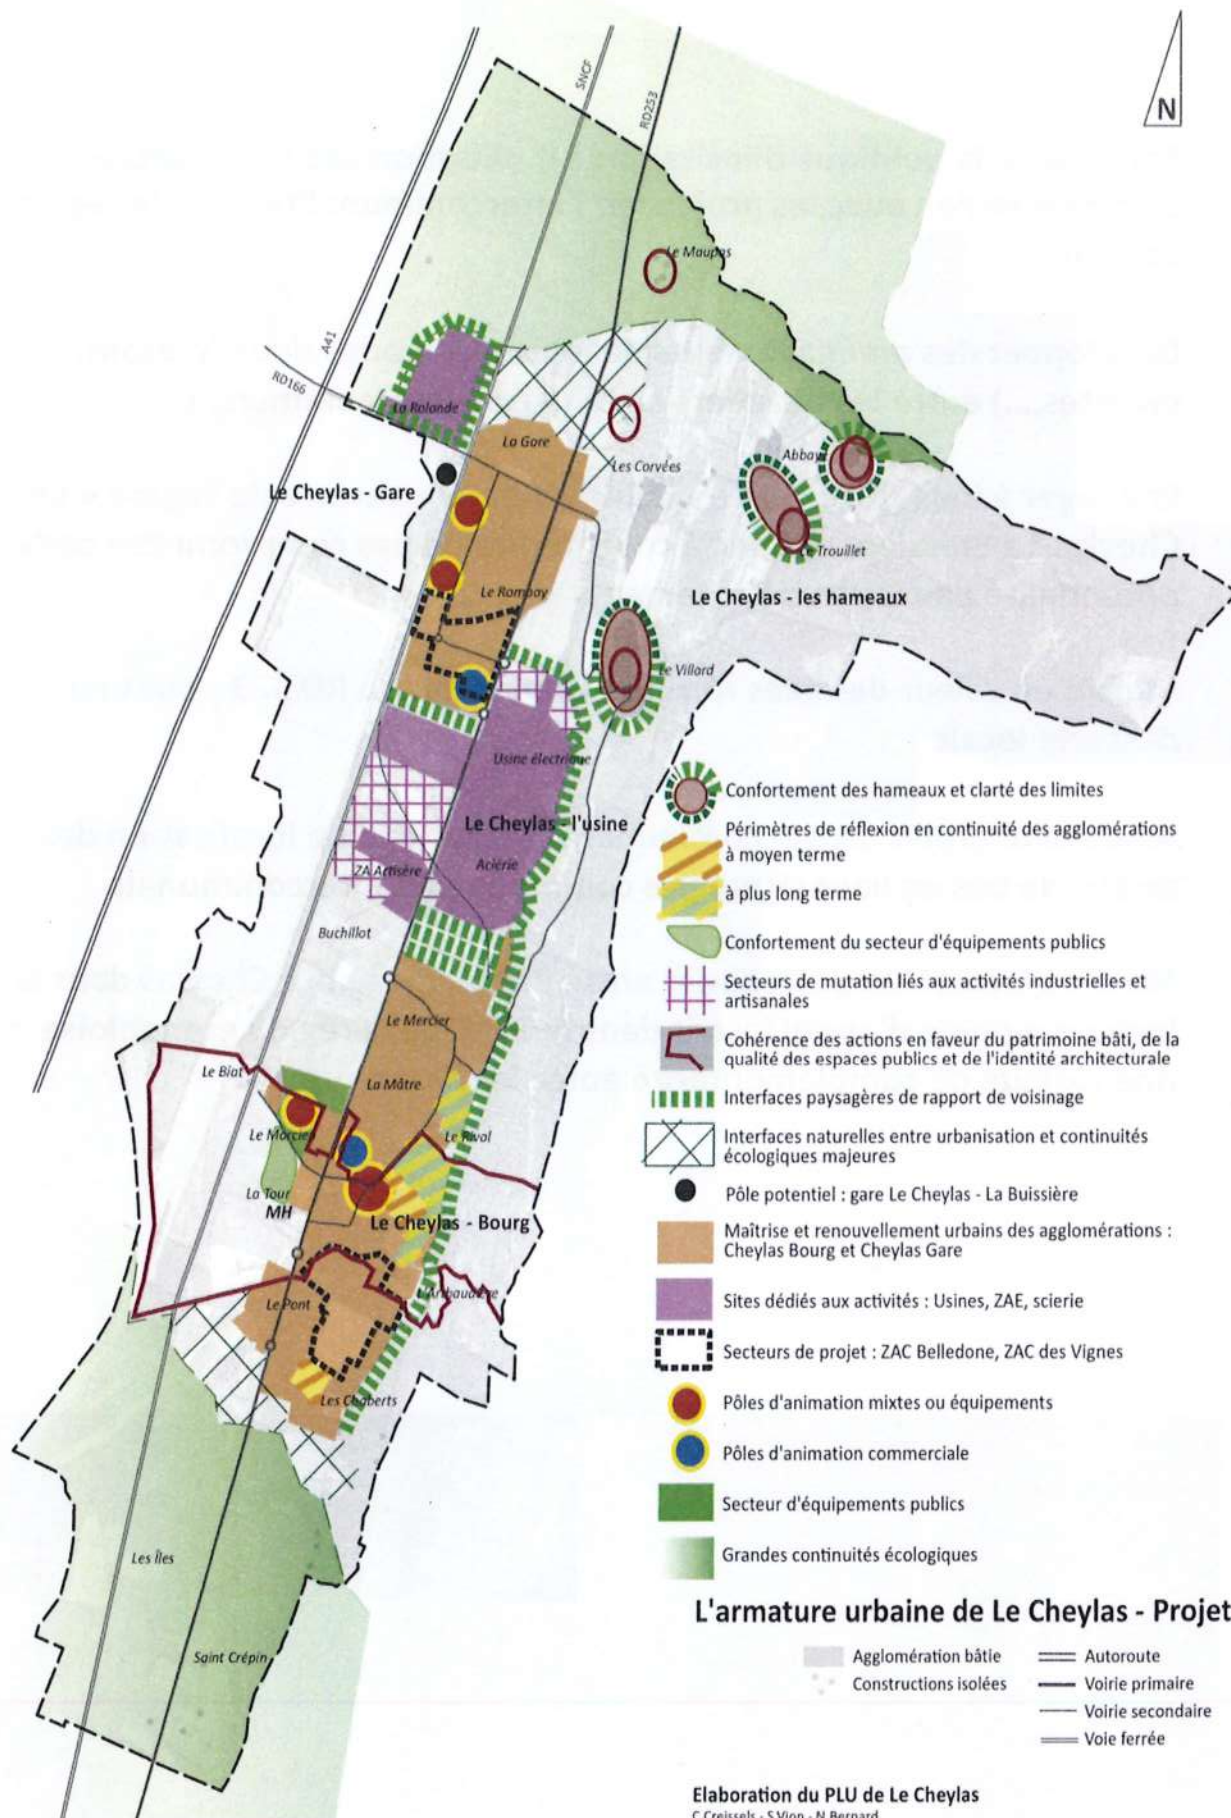 SNCF
RD253
N
Le Maupas
A41
RD166
La Rolande
La Gare
Les Corvées
Le Cheylas - Gare
Le Trouillet
Le Rompay
Le Cheylas - les hameaux
Le Villard
Usine électrique
Le Cheylas - l'usine
Aciérie
ZA Actisère
Buchillot
Le Mercier
Le Biat
La Mâtre
Le Rival
La Tour
MH
Le Cheylas - Bourg
Le Pont
Les Chaberts
Les Îles
Saint Crépin
Confortement des hameaux et clarté des limites
Périmètres de réflexion en continuité des agglomérations
à moyen terme
à plus long terme
Confortement du secteur d'équipements publics
Secteurs de mutation liés aux activités industrielles et
artisanales
Cohérence des actions en faveur du patrimoine bâti, de la
qualité des espaces publics et de l'identité architecturale
Interfaces paysagères de rapport de voisinage
Interfaces naturelles entre urbanisation et continuités
écologiques majeures
Pôle potentiel : gare Le Cheylas - La Buissière
Maîtrise et renouvellement urbains des agglomérations :
Cheylas Bourg et Cheylas Gare
Sites dédiés aux activités : Usines, ZAE, scierie
Secteurs de projet : ZAC Belledone, ZAC des Vignes
Pôles d'animation mixtes ou équipements
Pôles d'animation commerciale
Secteur d'équipements publics
Grandes continuités écologiques
L'armature urbaine de Le Cheylas - Projet
Agglomération bâtie
Constructions isolées
Autoroute
Voirie primaire
Voirie secondaire
Voie ferrée
Elaboration du PLU de Le Cheylas
C.Creissels - S.Vion - N.Bernard